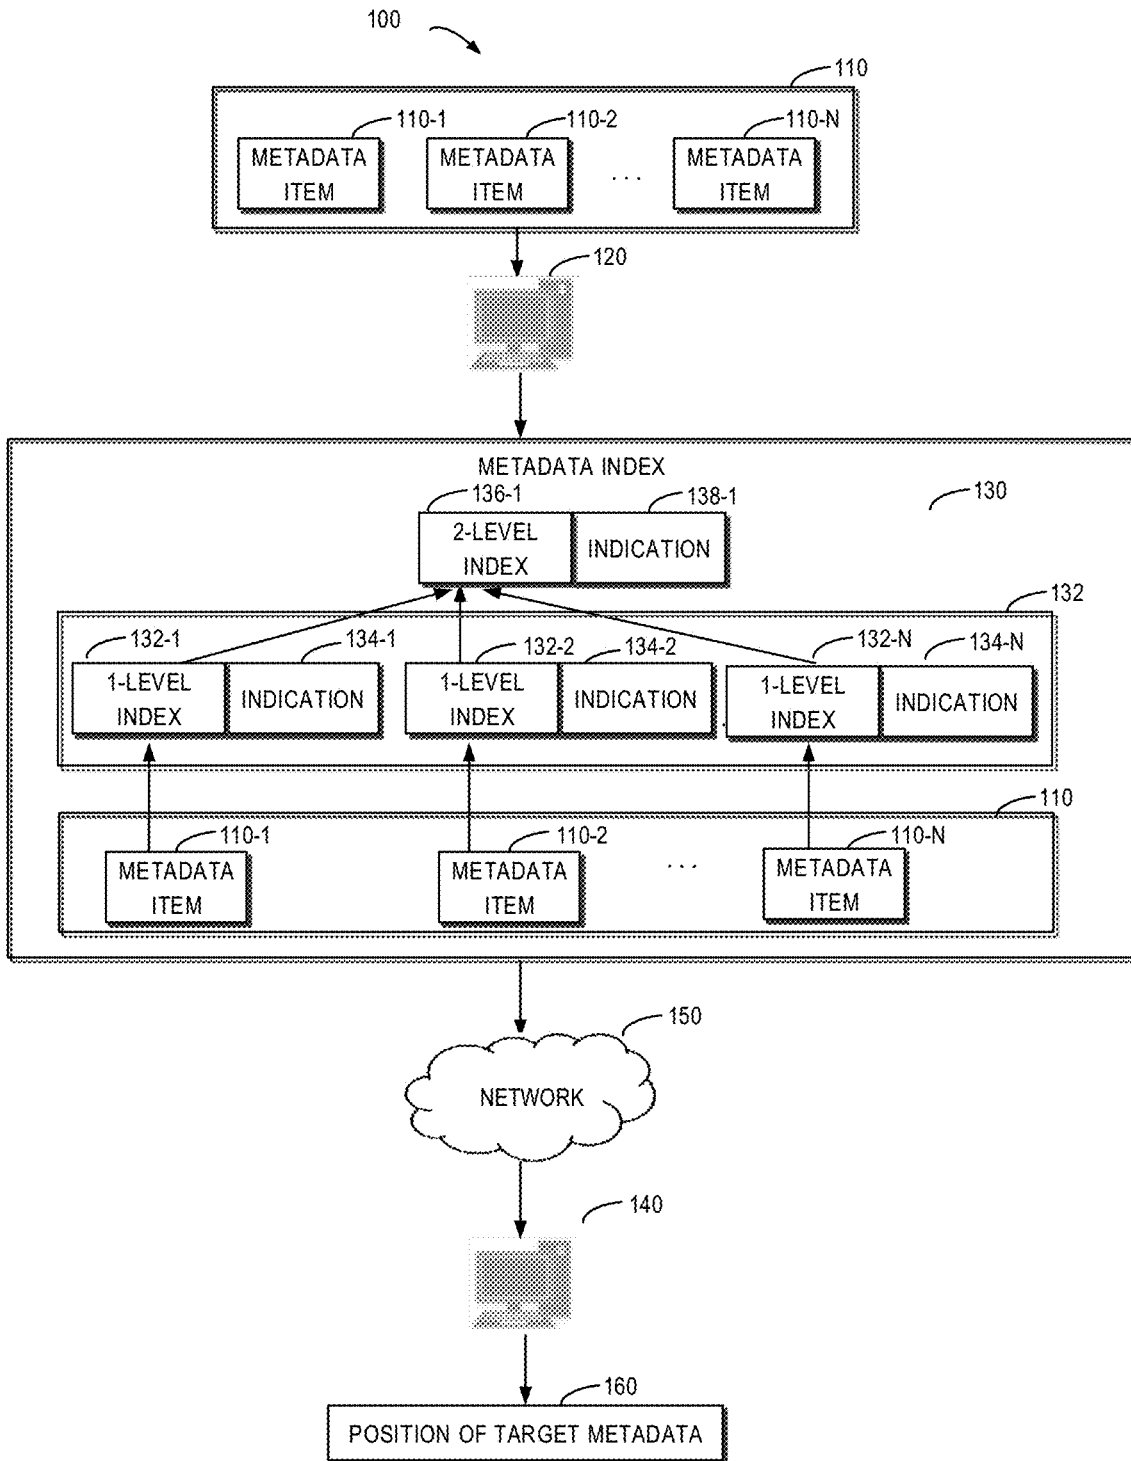 100
110
110-1 110-2 110-N
METADATA METADATA METADATA
ITEM ITEM ... ITEM
120
METADATA INDEX
136-1 138-1 130
2-LEVEL
INDEX INDICATION
132
132-1 134-1 132-2 134-2 132-N 134-N
1-LEVEL INDICATION 1-LEVEL INDICATION 1-LEVEL INDICATION
INDEX INDEX INDEX
110
110-1 110-2 110-N
METADATA METADATA ... METADATA
ITEM ITEM ITEM
150
NETWORK
140
160
POSITION OF TARGET METADATA